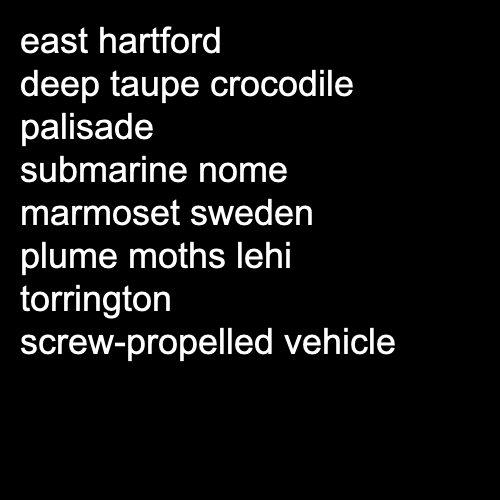 east hartford
deep taupe crocodile
palisade
submarine nome
marmoset sweden
plume moths lehi
torrington
screw-propelled vehicle